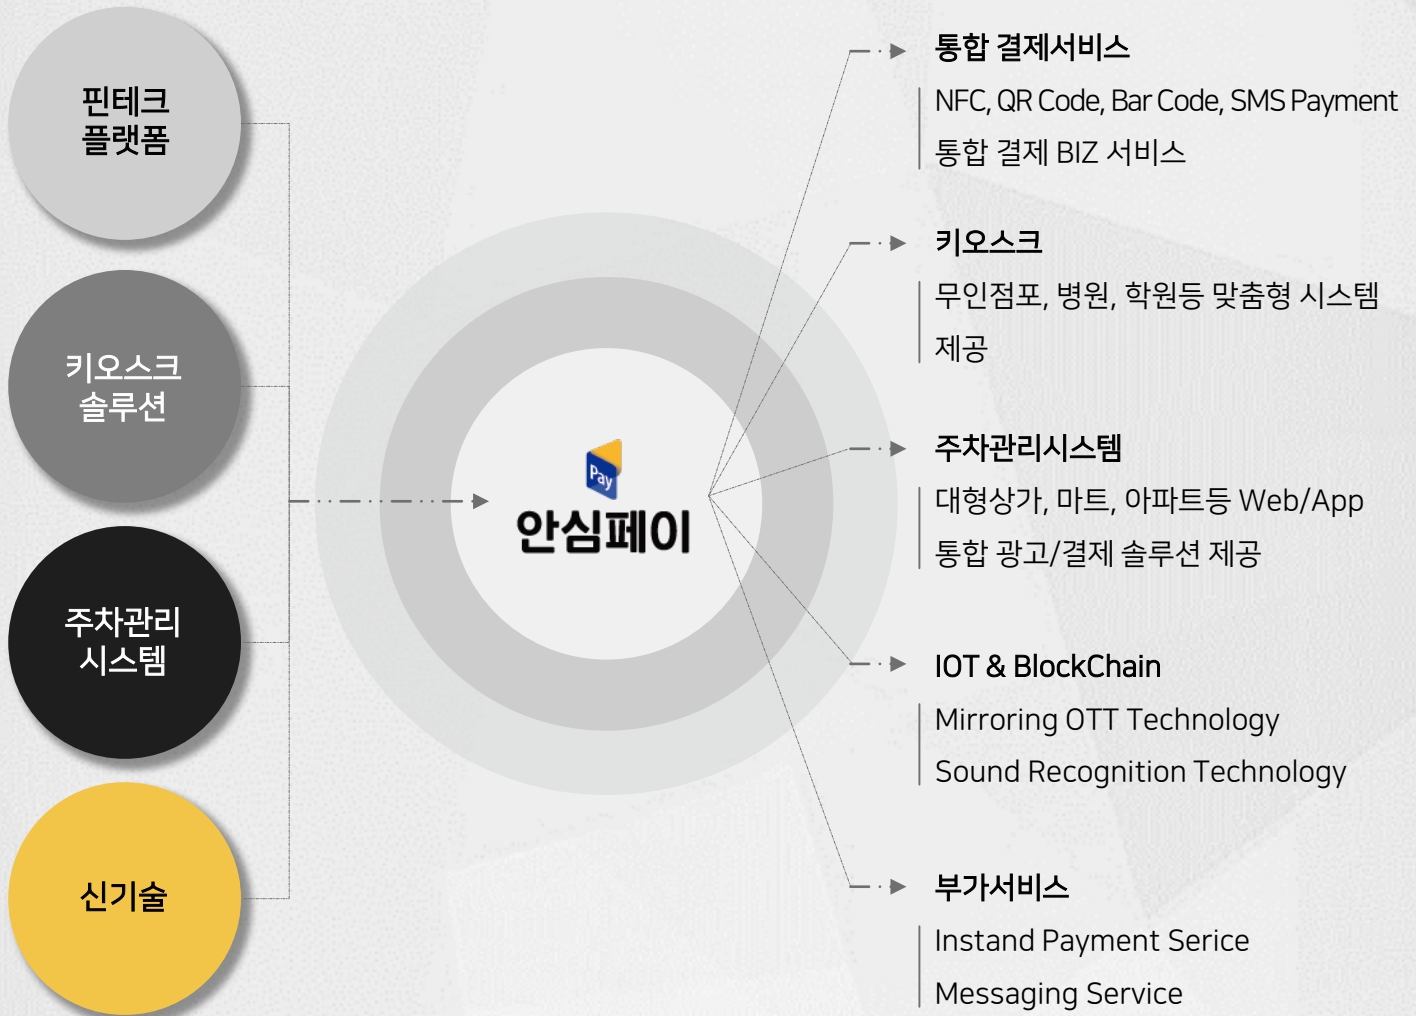 핀테크
플랫폼
키오스크
솔루션
주차관리
시스템
신기술
Pay
안심페이
통합 결제서비스
NFC, QR Code, Bar Code, SMS Payment
통합 결제 BIZ 서비스
키오스크
무인점포, 병원, 학원등 맞춤형 시스템
제공
주차관리시스템
대형상가, 마트, 아파트등 Web/App
통합 광고/결제 솔루션 제공
IOT & BlockChain
Mirroring OTT Technology
Sound Recognition Technology
부가서비스
Instand Payment Serice
Messaging Service